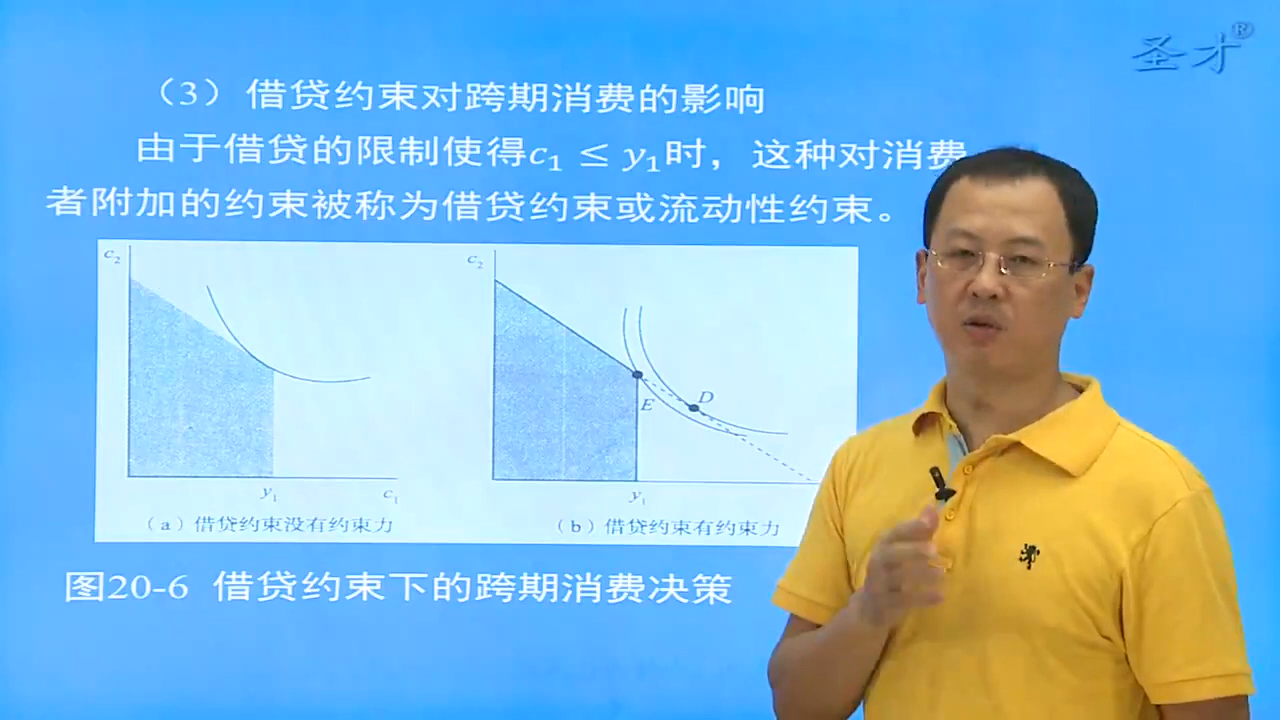 圣才®
（3）借贷约束对跨期消费的影响
由于借贷的限制使得c₁ ≤ y₁时，这种对消费
者附加的约束被称为借贷约束或流动性约束。
c₂
y₁
c₁
（a）借贷约束没有约束力
c₂
E
D
y₁
（b）借贷约束有约束力
图20-6 借贷约束下的跨期消费决策